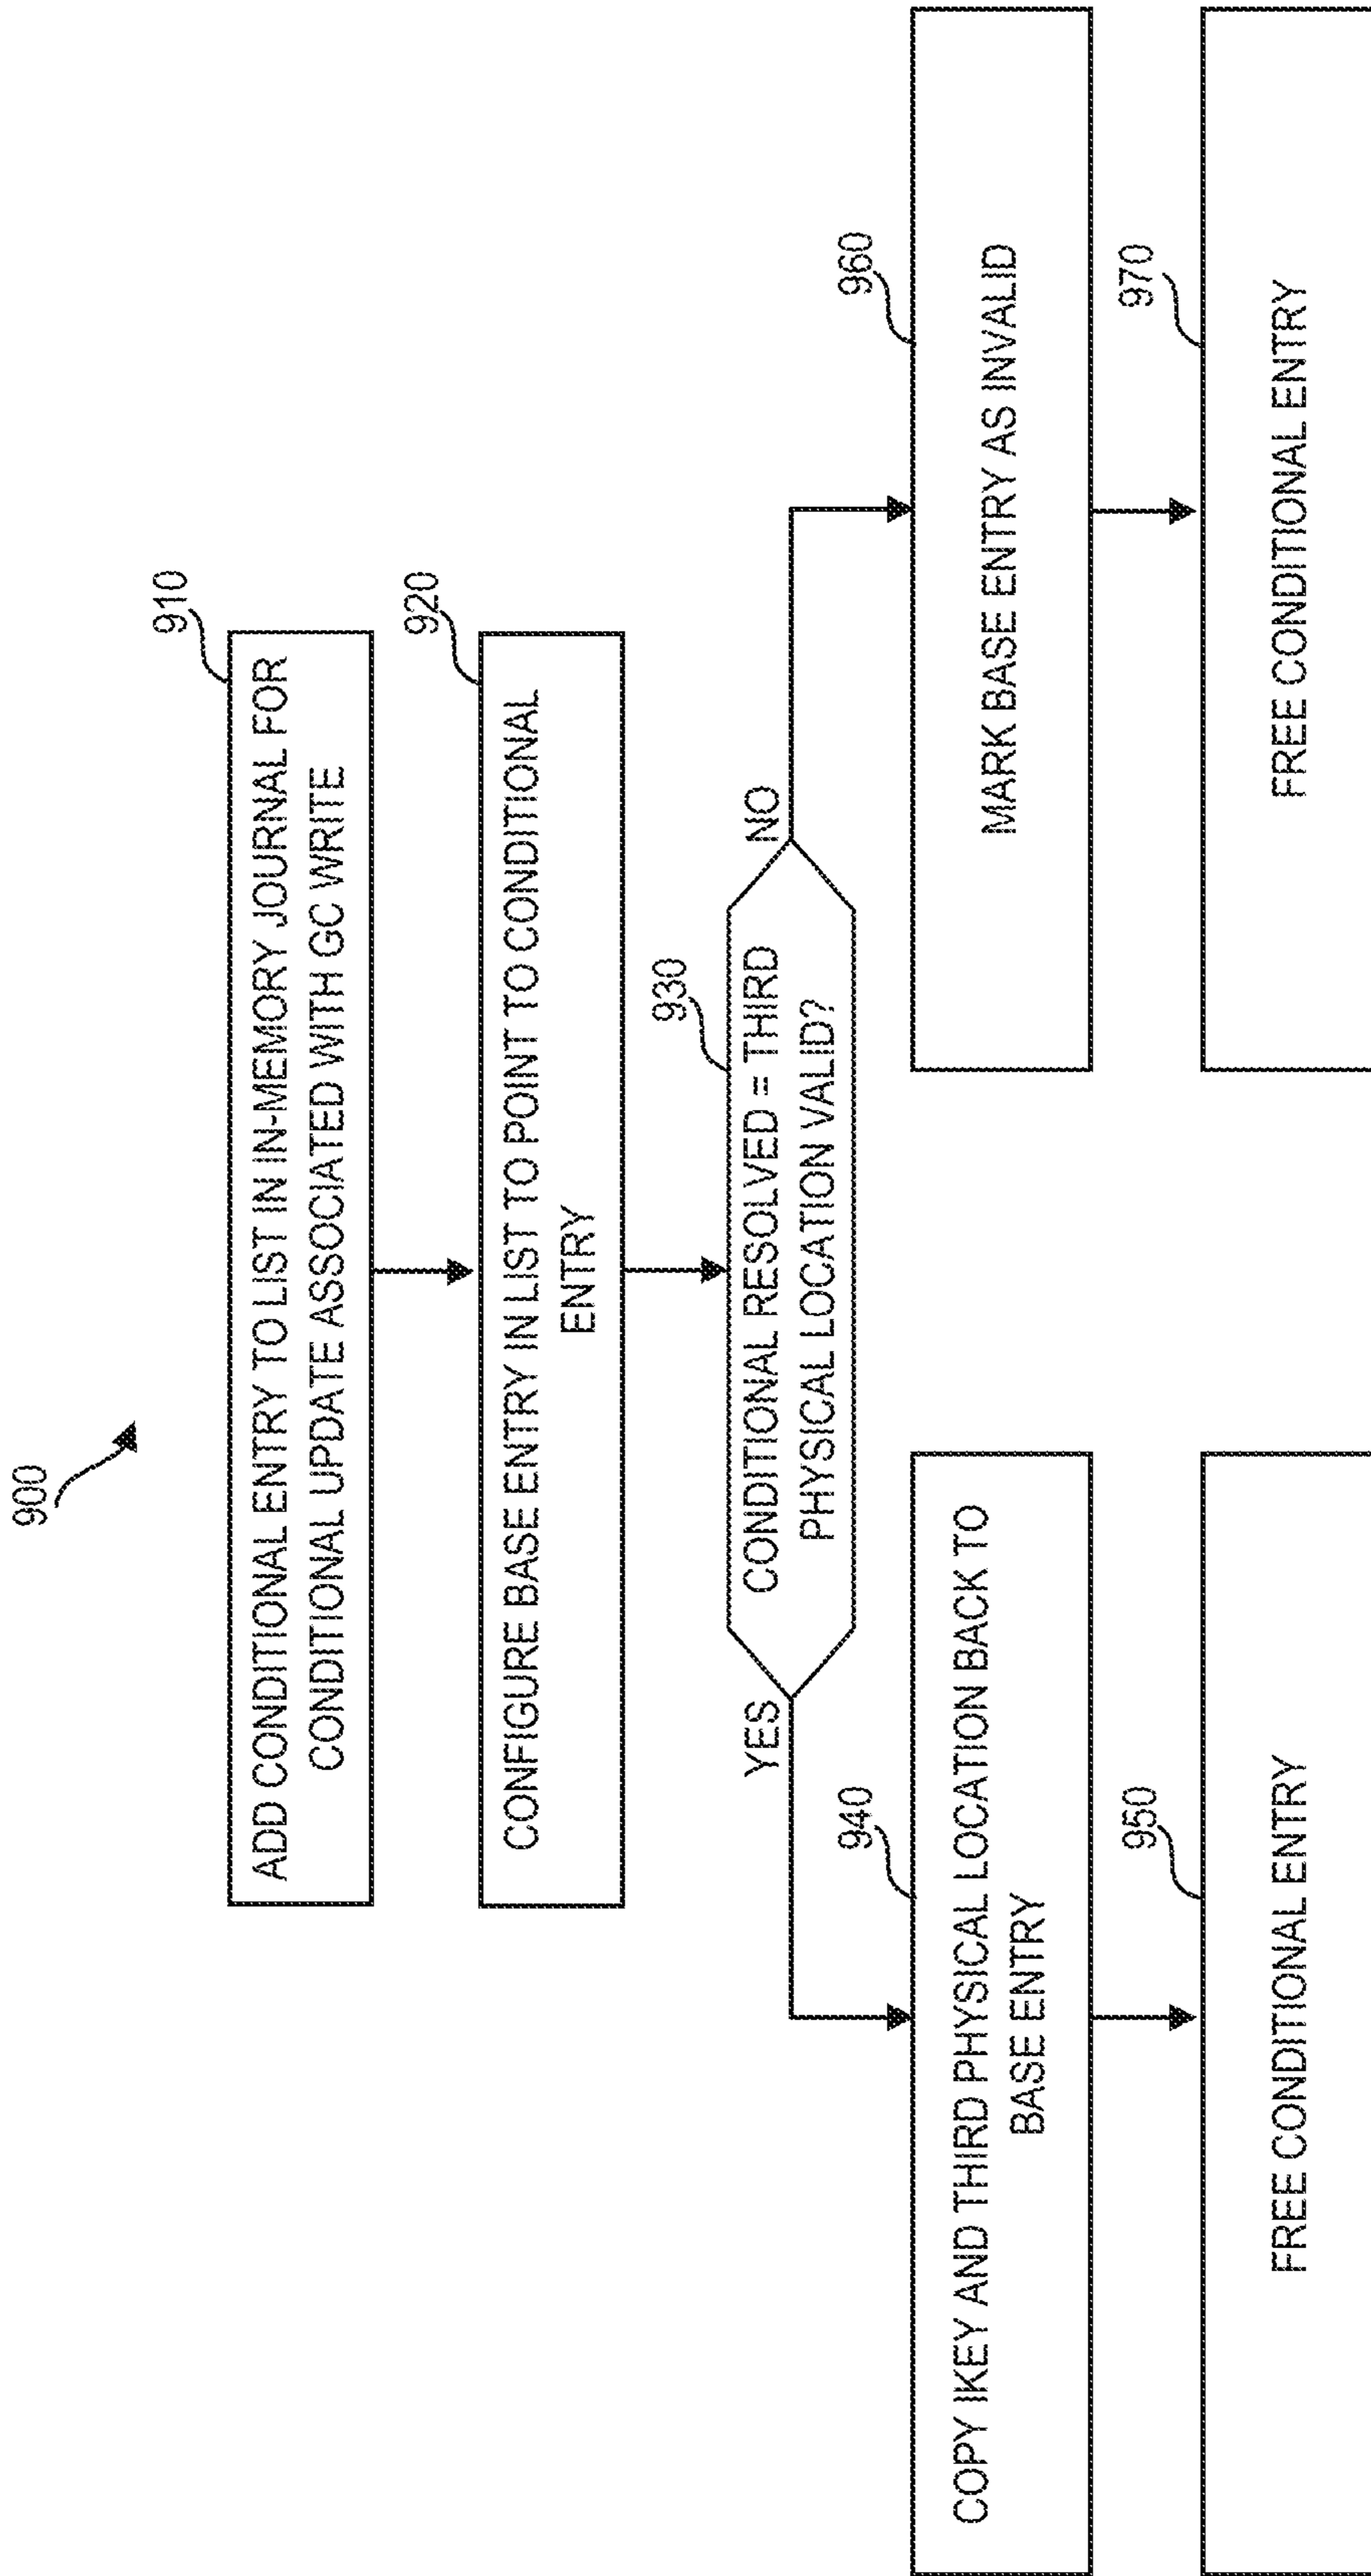 900
910
ADD CONDITIONAL ENTRY TO LIST IN IN-MEMORY JOURNAL FOR
CONDITIONAL UPDATE ASSOCIATED WITH GC WRITE
920
CONFIGURE BASE ENTRY IN LIST TO POINT TO CONDITIONAL
ENTRY
930
CONDITIONAL RESOLVED = THIRD
PHYSICAL LOCATION VALID?
YES
NO
940
COPY IKEY AND THIRD PHYSICAL LOCATION BACK TO
BASE ENTRY
960
MARK BASE ENTRY AS INVALID
950
FREE CONDITIONAL ENTRY
970
FREE CONDITIONAL ENTRY